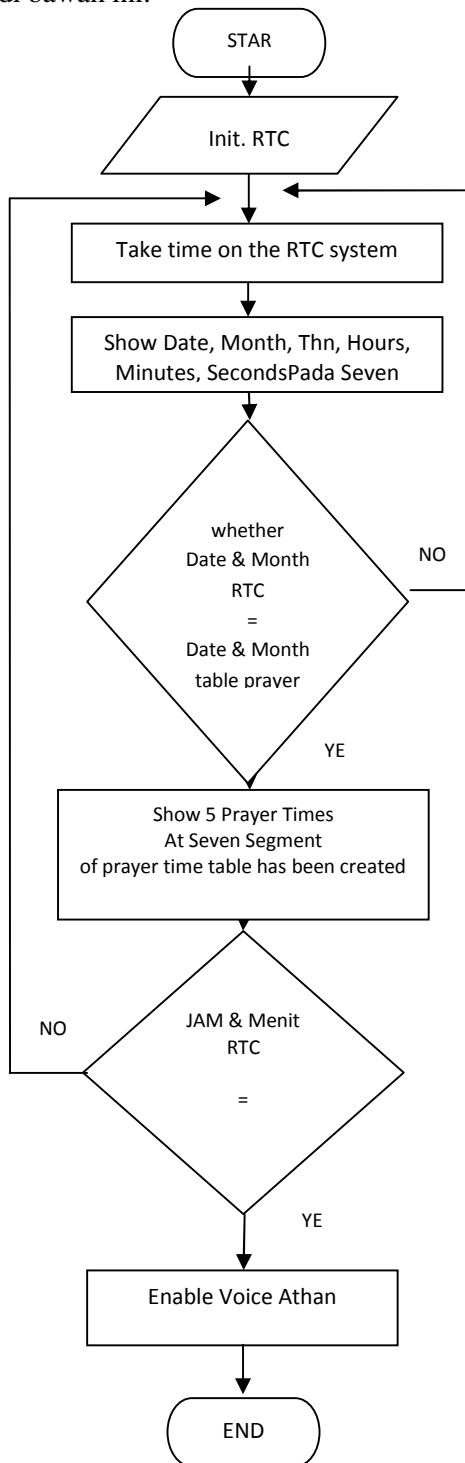 di bawah ini:
STAR
Init. RTC
Take time on the RTC system
Show Date, Month, Thn, Hours,
Minutes, SecondsPada Seven
whether
Date & Month
RTC
=
Date & Month
table prayer
NO
YE
Show 5 Prayer Times
At Seven Segment
of prayer time table has been created
NO
JAM & Menit
RTC
=
YE
Enable Voice Athan
END